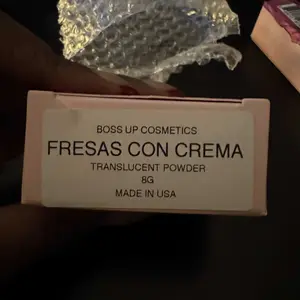 BOSS UP COSMETICS
FRESAS CON CREMA
TRANSLUCENT POWDER
8G
MADE IN USA